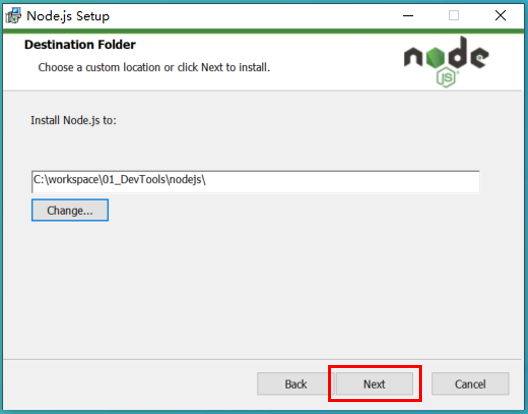 Node.js Setup
Destination Folder
Choose a custom location or click Next to install.
node
JS
Install Node.js to:
C:\workspace\01_DevTools\nodejs\
Change...
Back
Next
Cancel